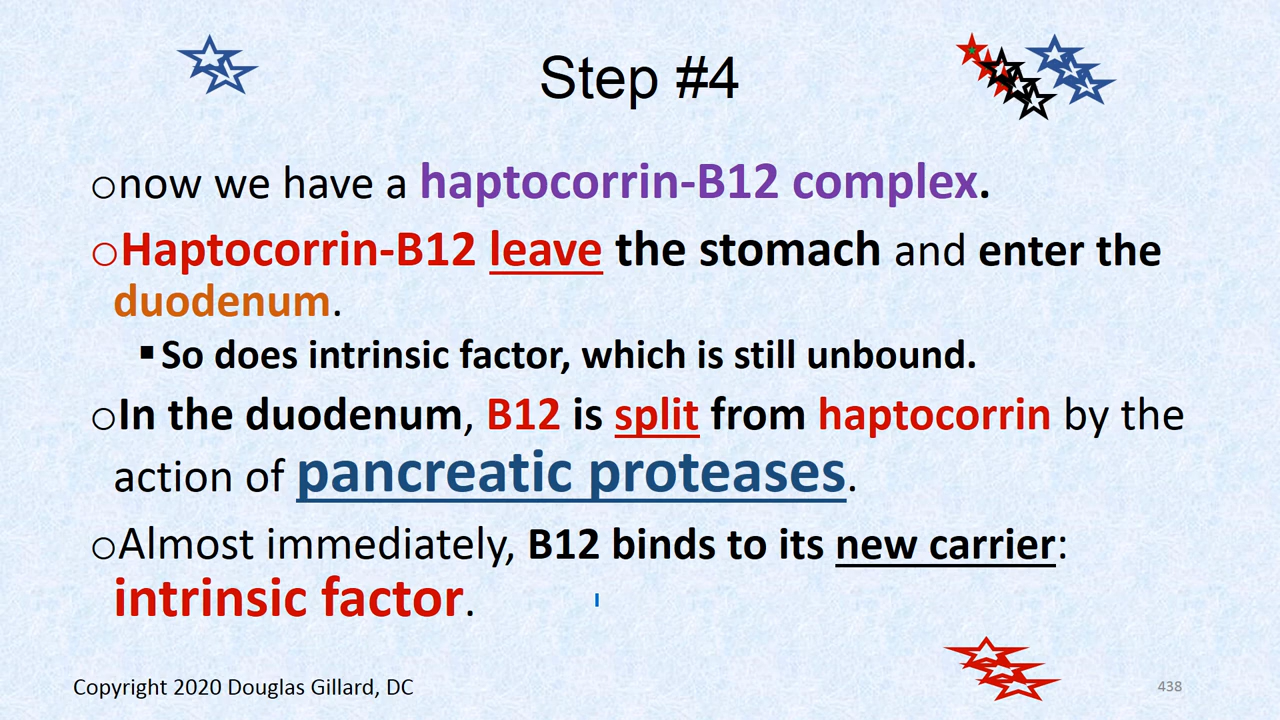 Step #4
○now we have a haptocorrin-B12 complex.
○Haptocorrin-B12 leave the stomach and enter the
duodenum.
▪So does intrinsic factor, which is still unbound.
○In the duodenum, B12 is split from haptocorrin by the
action of pancreatic proteases.
○Almost immediately, B12 binds to its new carrier:
intrinsic factor.
Copyright 2020 Douglas Gillard, DC
438